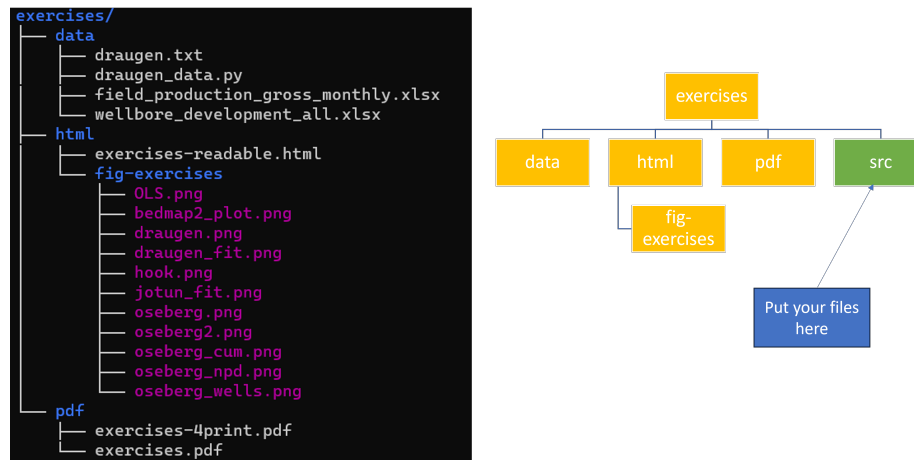 exercises/
data
draugen.txt
draugen_data.py
field_production_gross_monthly.xlsx
wellbore_development_all.xlsx
html
exercises-readable.html
fig-exercises
OLS.png
bedmap2_plot.png
draugen.png
draugen_fit.png
hook.png
jotun_fit.png
oseberg.png
oseberg2.png
oseberg_cum.png
oseberg_npd.png
oseberg_wells.png
pdf
exercises-4print.pdf
exercises.pdf
exercises
data
html
pdf
src
fig-
exercises
Put your files
here